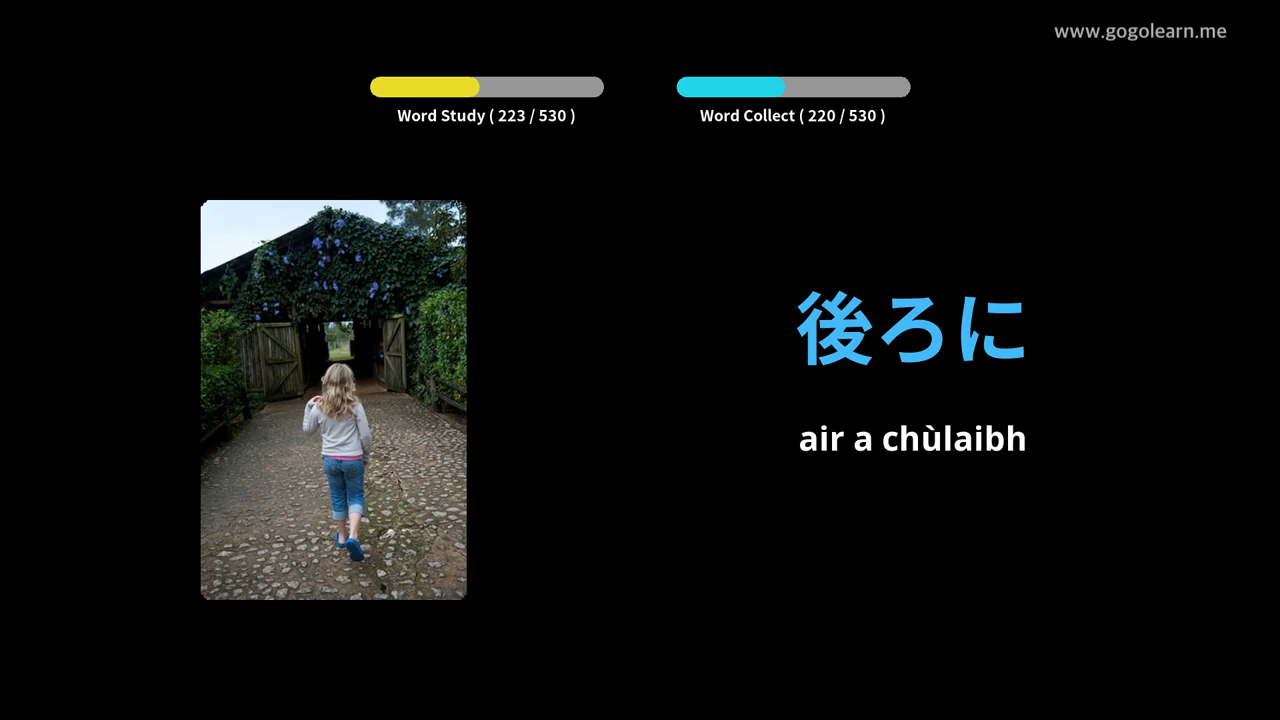 www.gogolearn.me
Word Study ( 223 / 530 )
Word Collect ( 220 / 530 )
後ろに
air a chùlaibh